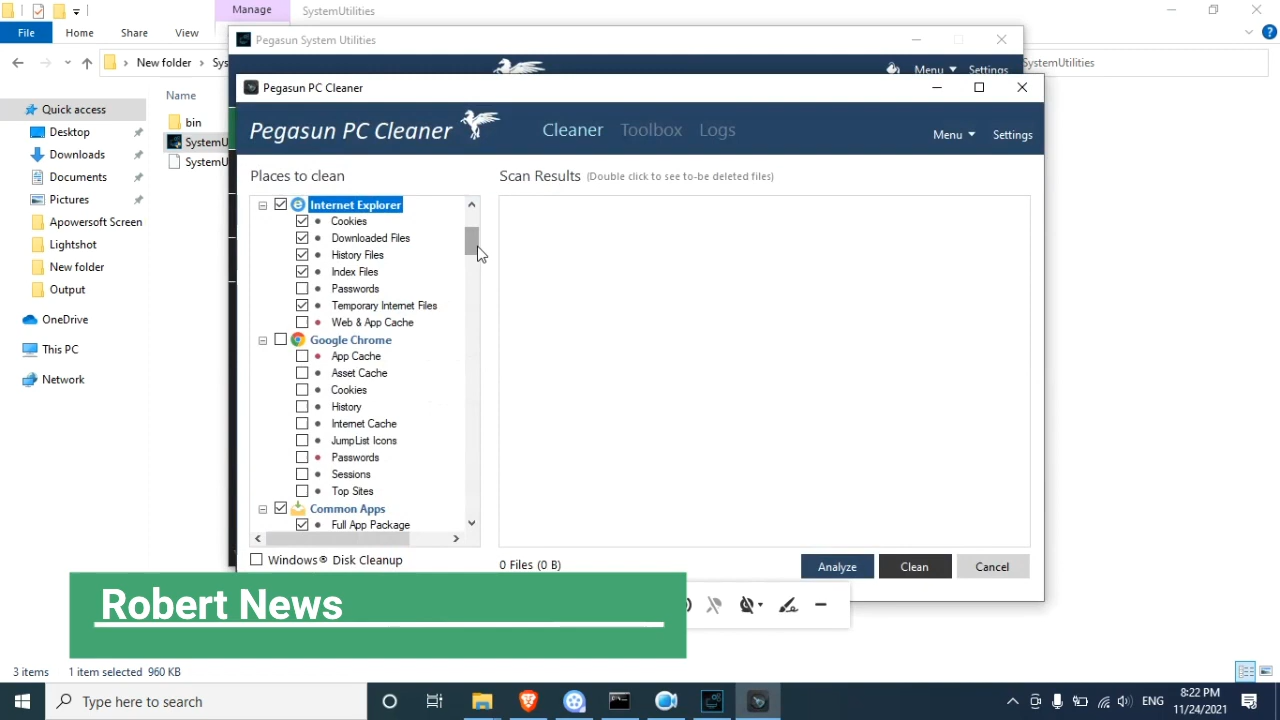 Manage
SystemUtilities
File
Home
Share
View
New folder
SystemUtilities
Quick access
Desktop
Downloads
Documents
Pictures
Apowersoft Screen
Lightshot
New folder
Output
OneDrive
This PC
Network
Name
bin
SystemU
SystemU
Pegasun System Utilities
Menu
Settings
Pegasun PC Cleaner
Pegasun PC Cleaner
Cleaner
Toolbox
Logs
Menu
Settings
Places to clean
Internet Explorer
Cookies
Downloaded Files
History Files
Index Files
Passwords
Temporary Internet Files
Web & App Cache
Google Chrome
App Cache
Asset Cache
Cookies
History
Internet Cache
JumpList Icons
Passwords
Sessions
Top Sites
Common Apps
Full App Package
Windows® Disk Cleanup
Scan Results (Double click to see to-be deleted files)
0 Files (0 B)
Analyze
Clean
Cancel
Robert News
3 items
1 item selected 960 KB
Type here to search
ENG
8:22 PM
11/24/2021